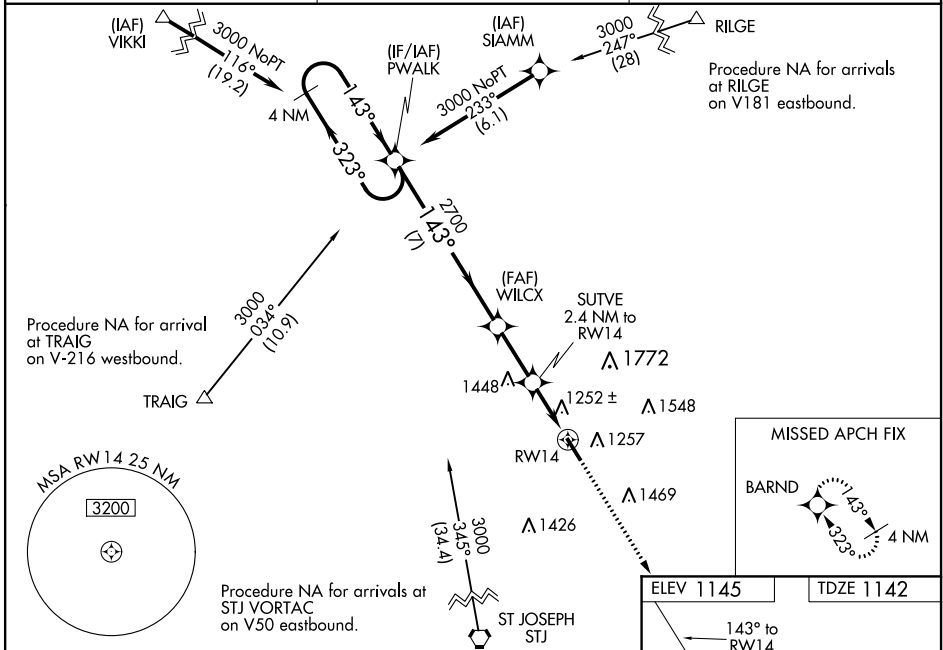 (IAF)
VIKKI
3000 NoPT
116°
(19.2)
4 NM
143°
323°
(IF/IAF)
PWALK
(IAF)
SIAMM
3000 NoPT
233°
(6.1)
3000
247°
(28)
RILGE
Procedure NA for arrivals
at RILGE
on V181 eastbound.
2700
143°
(7)
(FAF)
WILCX
SUTVE
2.4 NM to
RW14
1772
1448
1252 ±
1548
1257
RW14
1469
1426
Procedure NA for arrival
at TRAIG
on V-216 westbound.
3000
034°
(10.9)
TRAIG
MSA RW14 25 NM
3200
Procedure NA for arrivals at
STJ VORTAC
on V50 eastbound.
3000
345°
(34.4)
ST JOSEPH
STJ
MISSED APCH FIX
BARND
143°
323°
4 NM
ELEV 1145
TDZE 1142
143° to
RW14